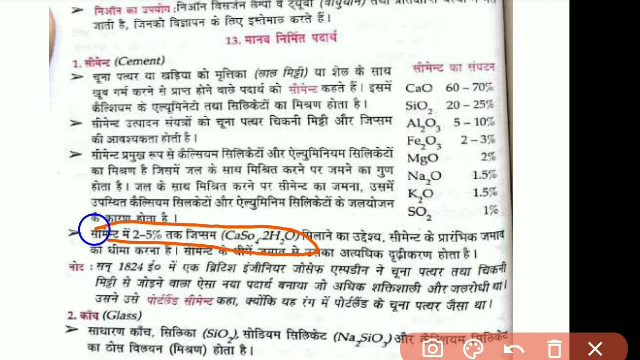 ➤ निऑन का उपयोग : निऑन विसर्जन लैम्पों व ट्यूबों (वायुयान) तथा
जाती है, जिनको विज्ञापन के लिए इस्तेमाल करते हैं।
13. मानव निर्मित पदार्थ
1. सीमेन्ट (Cement)
➤ चूना पत्थर या खड़िया को मृत्तिका (लाल मिट्टी) या शेल के साथ
खूब गर्म करने से प्राप्त होने वाले पदार्थ को सीमेन्ट कहते हैं। इसमें
कैल्शियम के एल्यूमिनेटो तथा सिलिकेटों का मिश्रण होता है।
➤ सीमेन्ट उत्पादन संयन्त्रों को चूना पत्थर चिकनी मिट्टी और जिप्सम
की आवश्यकता होती है।
➤ सीमेन्ट प्रमुख रूप से कैल्सियम सिलिकेटों और ऐल्युमिनियम सिलिकेटों
का मिश्रण है जिसमें जल के साथ मिश्रित करने पर जमने का गुण
होता है। जल के साथ मिश्रित करने पर सीमेन्ट का जमना, उसमें
उपस्थित कैल्सियम सिलकेटों और ऐल्युमिनिम सिलिकेटों के जलयोजन
के कारण होता है।
सीमेन्ट का संघटन
CaO 60–70%
SiO₂ 20–25%
Al₂O₃ 5–10%
Fe₂O₃ 2–3%
MgO 2%
Na₂O 1.5%
K₂O 1.5%
SO₂ 1%
➤ सीमेन्ट में 2–5% तक जिप्सम (CaSo₄.2H₂O) मिलाने का उद्देश्य, सीमेन्ट के प्रारंभिक जमाव
को धीमा करना है। सीमेन्ट के धीमें जमाव से उसका अत्यधिक दृढ़ीकरण होता है।
नोट : सन् 1824 ई० में एक ब्रिटिश इंजीनियर जोसेफ एस्पडीन ने चूना पत्थर तथा चिकनी
मिट्टी से जोड़ने वाला ऐसा नया पदार्थ बनाया जो अधिक शक्तिशाली और जलरोधी था।
उसने उसे पोर्टलैंड सीमेन्ट कहा, क्योंकि यह रंग में पोर्टलैंड के चूना पत्थर जैसा था।
2. काँच (Glass)
➤ साधारण काँच, सिलिका (SiO₂), सोडियम सिलिकेट (Na₂SiO₃) और कैल्शियम सिलिकेट
का ठोस विलयन (मिश्रण) होता है।